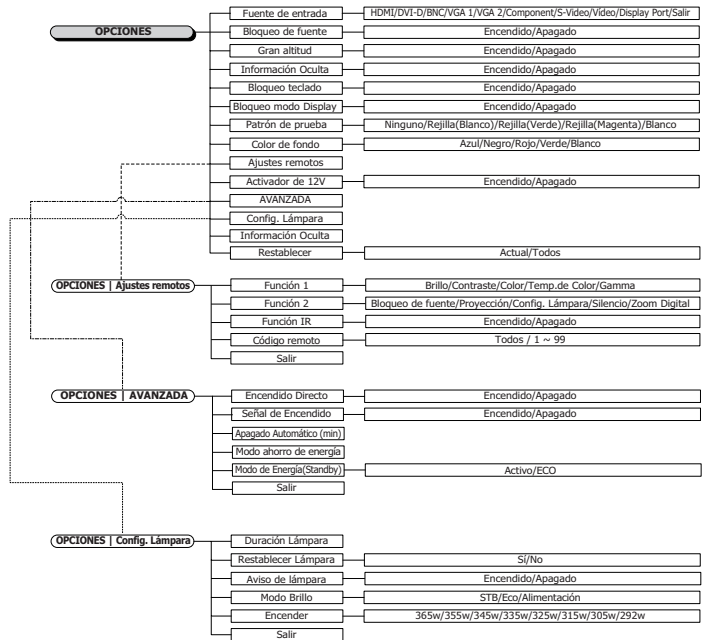 Fuente de entrada HDMI/DVI-D/BNC/VGA 1/VGA 2/Component/S-Video/Vídeo/Display Port/Salir
OPCIONES Bloqueo de fuente Encendido/Apagado
Gran altitud Encendido/Apagado
Información Oculta Encendido/Apagado
Bloqueo teclado Encendido/Apagado
Bloqueo modo Display Encendido/Apagado
Patrón de prueba Ninguno/Rejilla(Blanco)/Rejilla(Verde)/Rejilla(Magenta)/Blanco
Color de fondo Azul/Negro/Rojo/Verde/Blanco
Ajustes remotos
Activador de 12V Encendido/Apagado
AVANZADA
Config. Lámpara
Información Oculta
Restablecer Actual/Todos
OPCIONES | Ajustes remotos Función 1 Brillo/Contraste/Color/Temp.de Color/Gamma
Función 2 Bloqueo de fuente/Proyección/Config. Lámpara/Silencio/Zoom Digital
Función IR Encendido/Apagado
Código remoto Todos / 1 ~ 99
Salir
OPCIONES | AVANZADA Encendido Directo Encendido/Apagado
Señal de Encendido Encendido/Apagado
Apagado Automático (min)
Modo ahorro de energía
Modo de Energía(Standby) Activo/ECO
Salir
OPCIONES | Config. Lámpara Duración Lámpara
Restablecer Lámpara Sí/No
Aviso de lámpara Encendido/Apagado
Modo Brillo STB/Eco/Alimentación
Encender 365w/355w/345w/335w/325w/315w/305w/292w
Salir